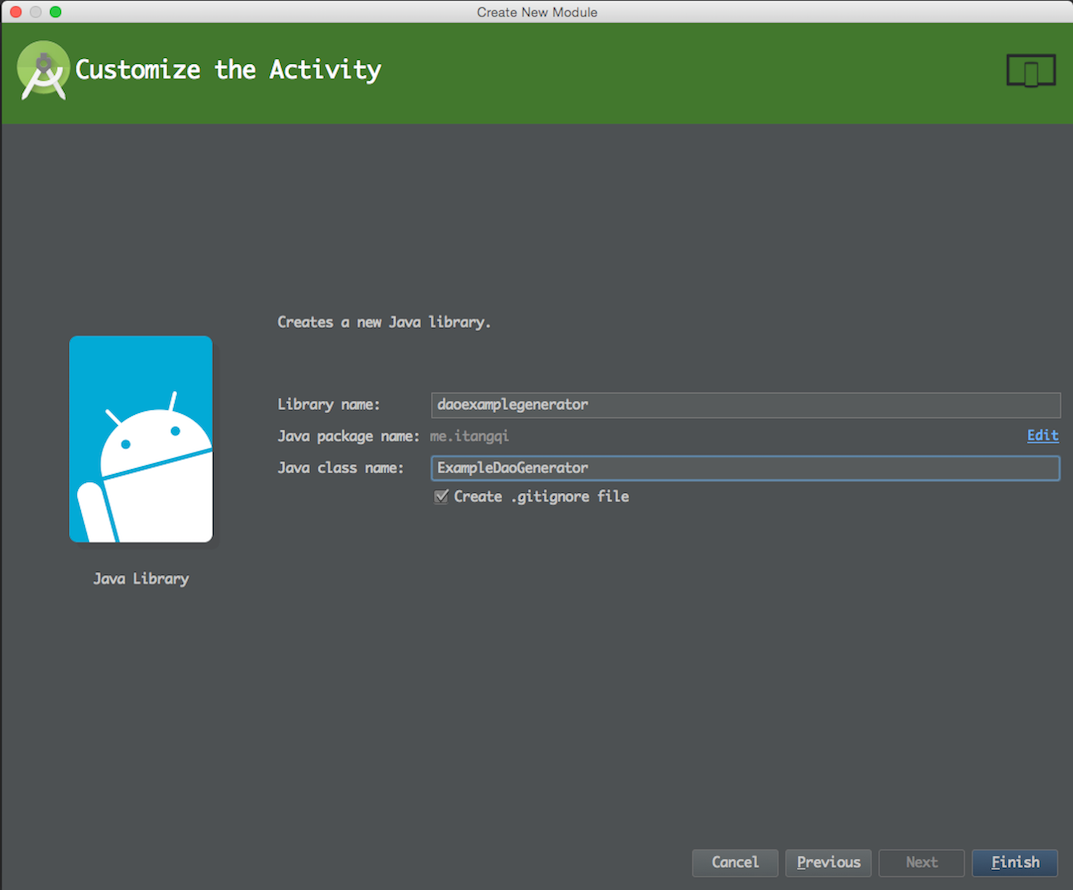 Create New Module
Customize the Activity
Creates a new Java library.
Library name: daoexamplegenerator
Java package name: me.itangqi Edit
Java class name: ExampleDaoGenerator
Create .gitignore file
Java Library
Cancel Previous Next Finish